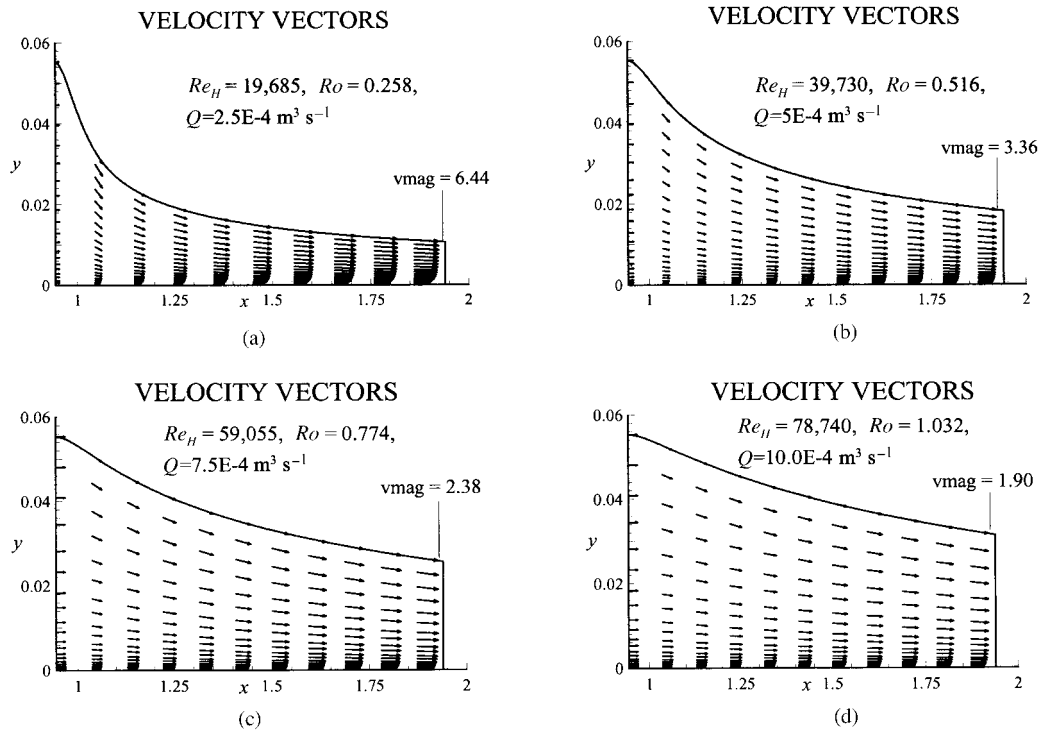 VELOCITY VECTORS
0.06
0.04
y
0.02
0
Re_H = 19,685, Ro = 0.258,
Q=2.5E-4 m³ s⁻¹
vmag = 6.44
1 1.25 x 1.5 1.75 2
(a)
VELOCITY VECTORS
0.06
0.04
y
0.02
0
Re_H = 39,730, Ro = 0.516,
Q=5E-4 m³ s⁻¹
vmag = 3.36
1 1.25 x 1.5 1.75 2
(b)
VELOCITY VECTORS
0.06
0.04
y
0.02
0
Re_H = 59,055, Ro = 0.774,
Q=7.5E-4 m³ s⁻¹
vmag = 2.38
1 1.25 x 1.5 1.75 2
(c)
VELOCITY VECTORS
0.06
0.04
y
0.02
0
Re_H = 78,740, Ro = 1.032,
Q=10.0E-4 m³ s⁻¹
vmag = 1.90
1 1.25 x 1.5 1.75 2
(d)